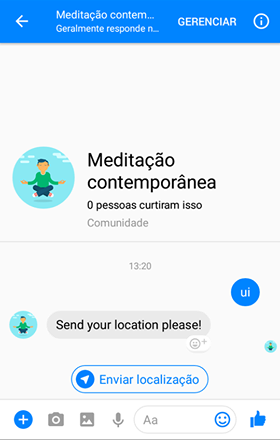 Meditação contem...
Geralmente responde n...
GERENCIAR
Meditação
contemporânea
0 pessoas curtiram isso
Comunidade
13:20
ui
Send your location please!
Enviar localização
Aa